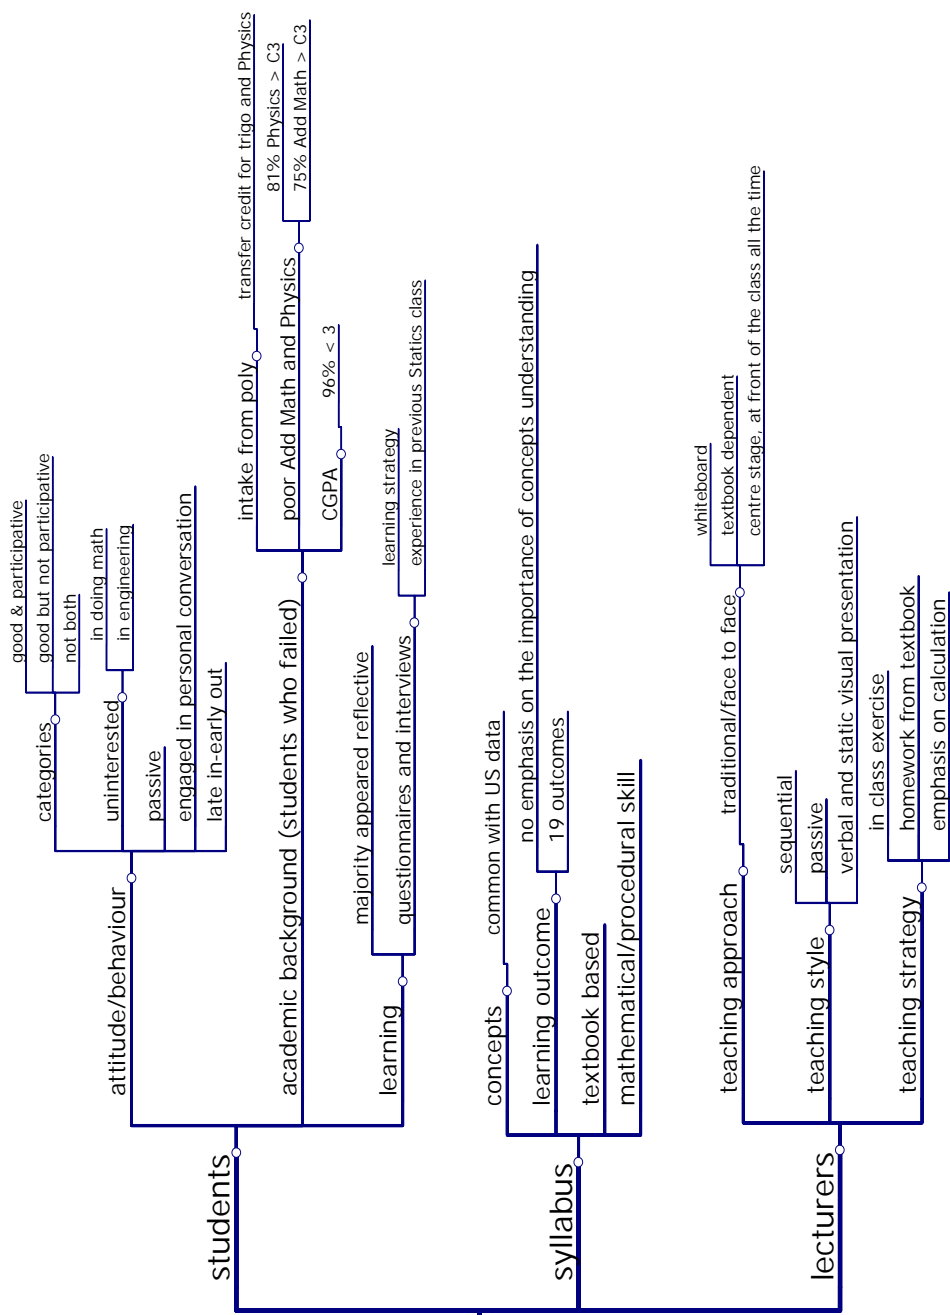 students
attitude/behaviour
categories
good & participative
good but not participative
not both
uninterested
in doing math
in engineering
passive
engaged in personal conversation
late in-early out
academic background (students who failed)
intake from poly
transfer credit for trigo and Physics
poor Add Math and Physics
81% Physics > C3
75% Add Math > C3
CGPA
96% < 3
learning
majority appeared reflective
questionnaires and interviews
learning strategy
experience in previous Statics class
syllabus
concepts
common with US data
learning outcome
no emphasis on the importance of concepts understanding
19 outcomes
textbook based
mathematical/procedural skill
lecturers
teaching approach
traditional/face to face
whiteboard
textbook dependent
centre stage, at front of the class all the time
teaching style
sequential
passive
verbal and static visual presentation
teaching strategy
in class exercise
homework from textbook
emphasis on calculation